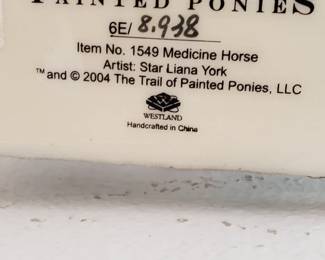 PAINTED PONIES
6E/ 8,938
Item No. 1549 Medicine Horse
Artist: Star Liana York
™and © 2004 The Trail of Painted Ponies, LLC
WESTLAND
Handcrafted in China